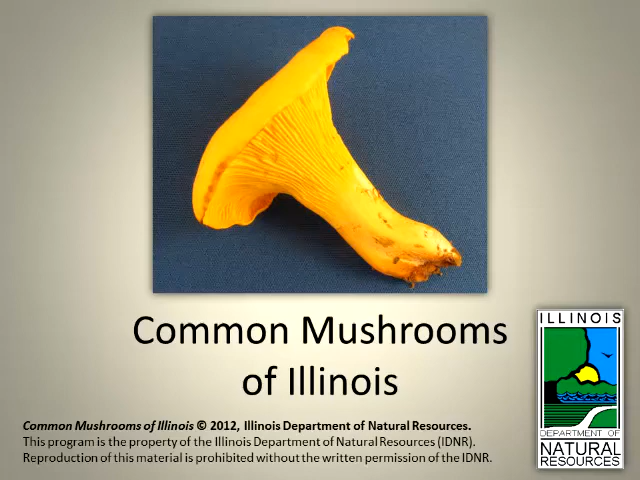 Common Mushrooms
of Illinois
Common Mushrooms of Illinois © 2012, Illinois Department of Natural Resources.
This program is the property of the Illinois Department of Natural Resources (IDNR).
Reproduction of this material is prohibited without the written permission of the IDNR.
ILLINOIS
DEPARTMENT OF
NATURAL
RESOURCES